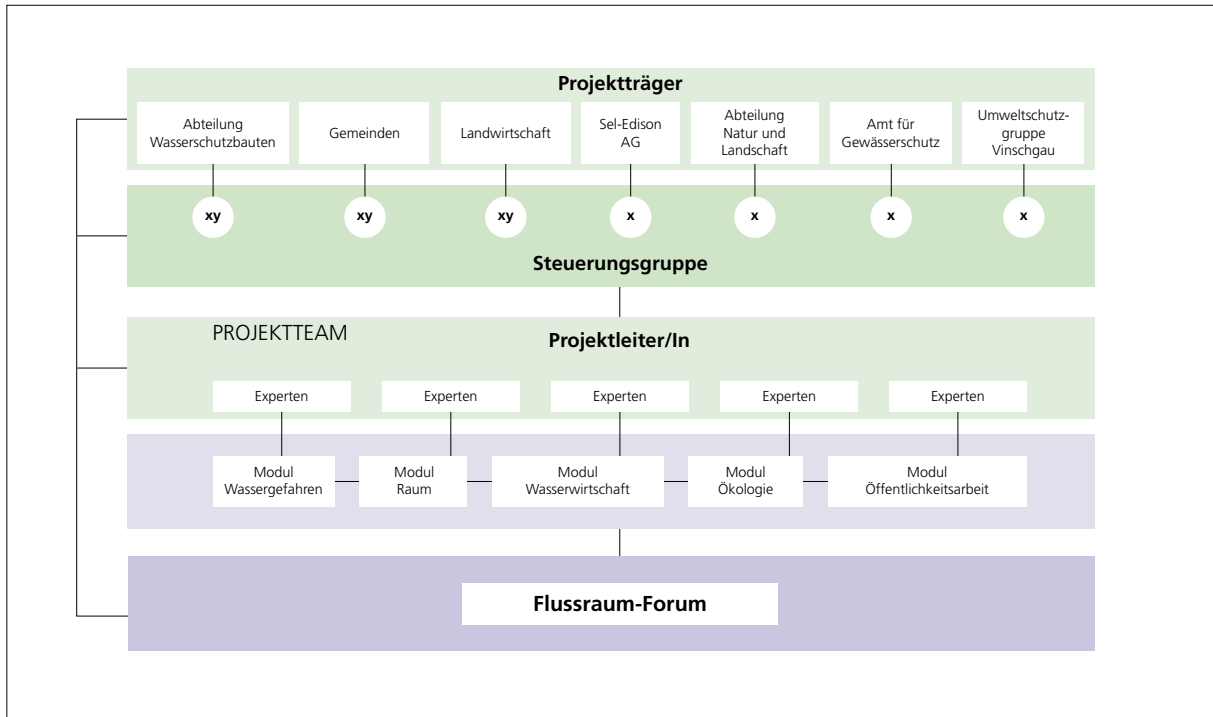 Projektträger
Abteilung
Wasserschutzbauten
Gemeinden
Landwirtschaft
Sel-Edison
AG
Abteilung
Natur und
Landschaft
Amt für
Gewässerschutz
Umweltschutz-
gruppe
Vinschgau
xy
xy
xy
x
x
x
x
Steuerungsgruppe
PROJEKTTEAM
Projektleiter/In
Experten
Experten
Experten
Experten
Experten
Modul
Wassergefahren
Modul
Raum
Modul
Wasserwirtschaft
Modul
Ökologie
Modul
Öffentlichkeitsarbeit
Flussraum-Forum